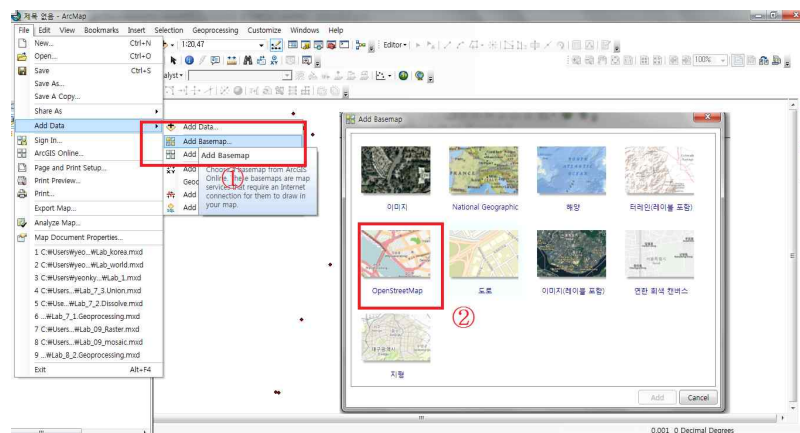 제목 없음 - ArcMap
File Edit View Bookmarks Insert Selection Geoprocessing Customize Windows Help
New... Ctrl+N
Open... Ctrl+O
Save Ctrl+S
Save As...
Save A Copy...
Share As
Add Data
Sign In...
ArcGIS Online...
Page and Print Setup...
Print Preview...
Print...
Export Map...
Analyze Map...
Map Document Properties...
1 C:₩Users₩yeo...₩Lab_korea.mxd
2 C:₩Users₩yeo...₩Lab_world.mxd
3 C:₩Users₩yeonky...₩Lab_1.mxd
4 C:₩Users...₩Lab_7_3.Union.mxd
5 C:₩Use...₩Lab_7_2.Dissolve.mxd
6 ...₩Lab_7_1.Geoprocessing.mxd
7 C:₩Users...₩Lab_09_Raster.mxd
8 C:₩Users...₩Lab_09_mosaic.mxd
9 ...₩Lab_8_2.Geoprocessing.mxd
Exit Alt+F4
1:20,47
Editor
100%
alyst
Add Data...
Add Basemap...
Add
Add
Geoc
Add
Add
Add Basemap
Choose a basemap from ArcGIS
Online. These basemaps are map
services that require an Internet
connection for them to draw in
your map.
①
Add Basemap
이미지
National Geographic
해양
터레인(레이블 포함)
OpenStreetMap
도로
이미지(레이블 포함)
연한 회색 캔버스
②
지형
Add Cancel
0.001 0 Decimal Degrees